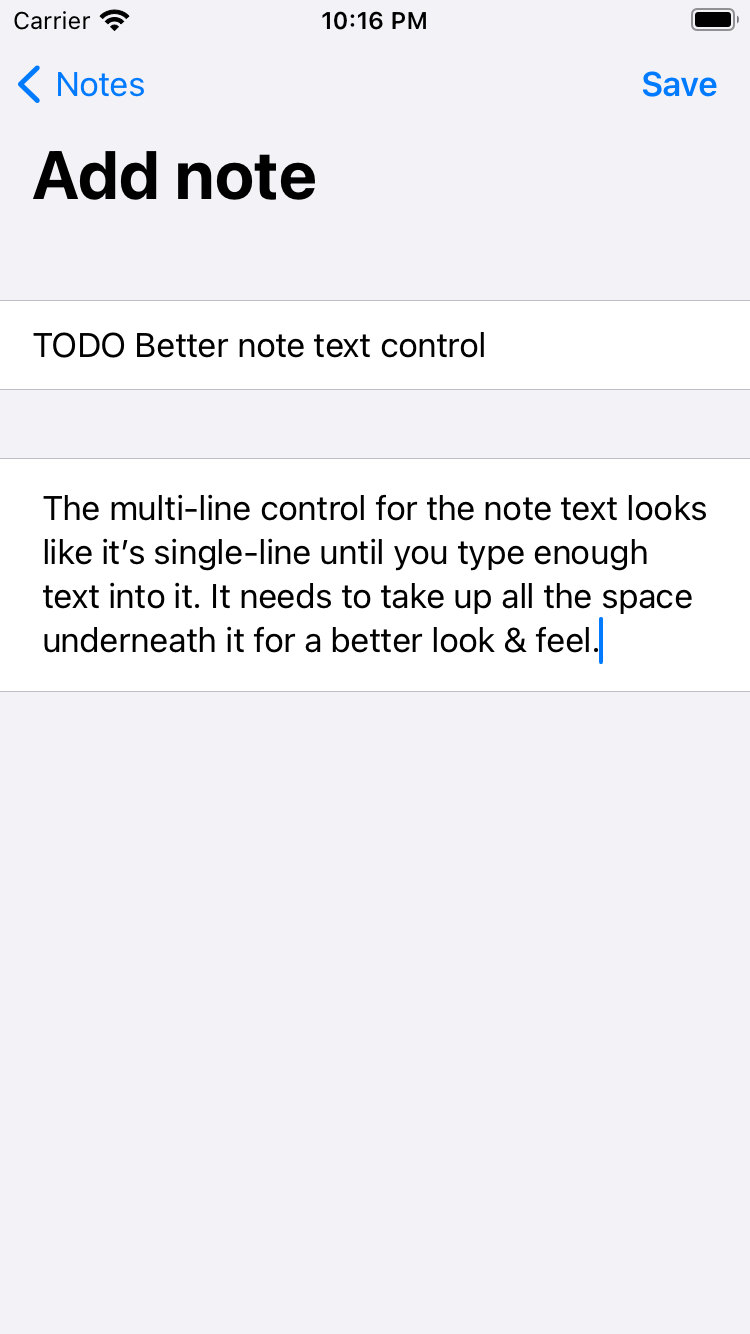 Carrier
10:16 PM
Notes
Save
Add note
TODO Better note text control
The multi-line control for the note text looks
like it’s single-line until you type enough
text into it. It needs to take up all the space
underneath it for a better look & feel.